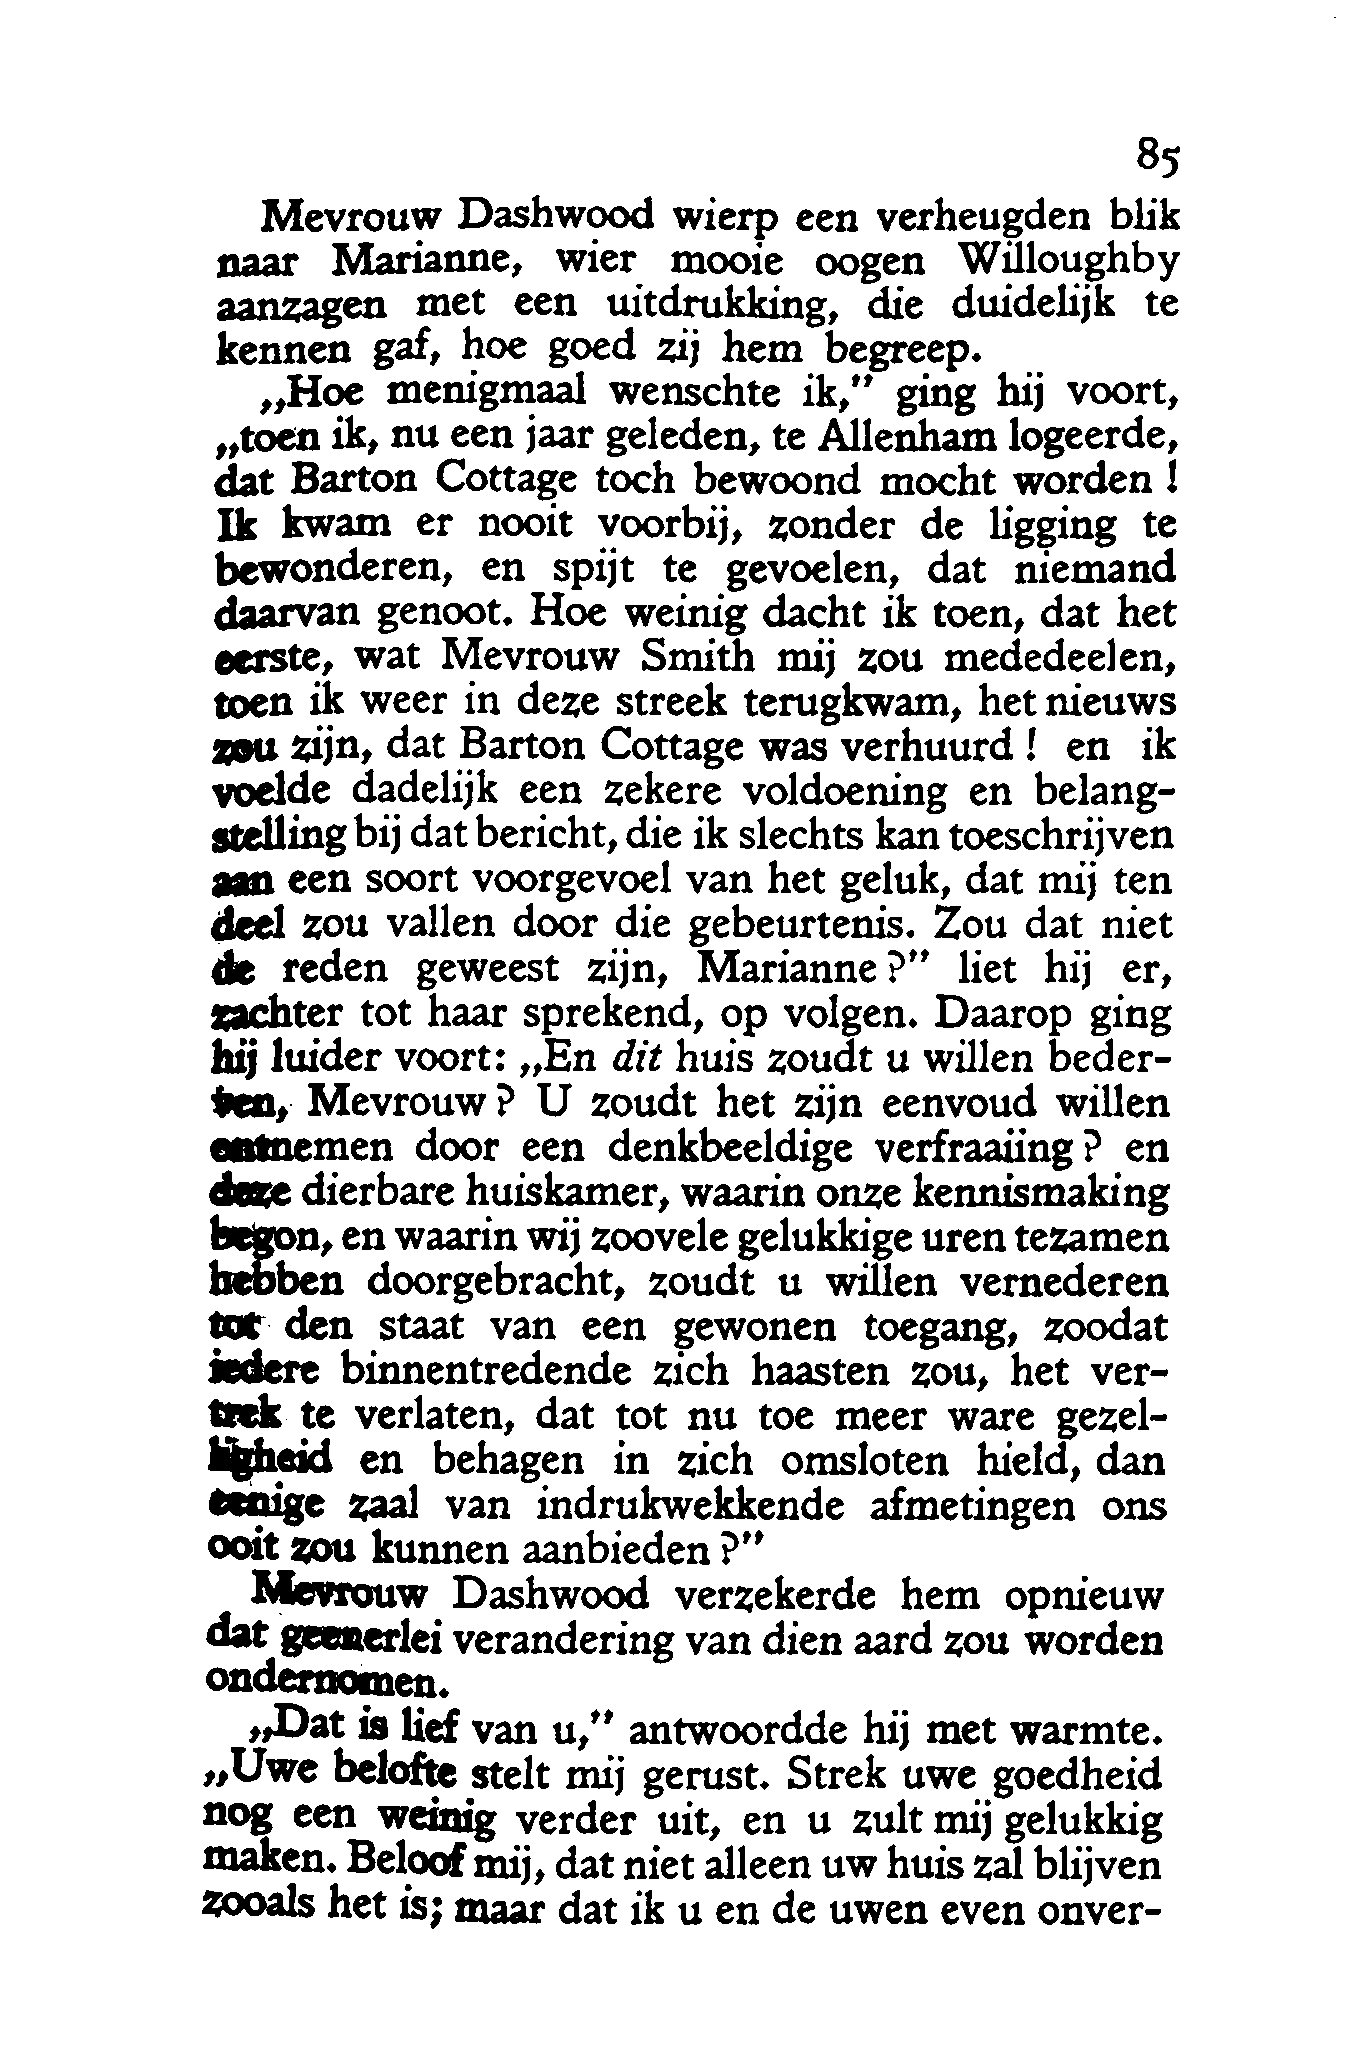 85
Mevrouw Dashwood wierp een verheugden blik
naar Marianne, wier mooie oogen Willoughby
aanzagen met een uitdrukking, die duidelijk te
kennen gaf, hoe goed zij hem begreep.
„Hoe menigmaal wenschte ik,” ging hij voort,
„toen ik, nu een jaar geleden, te Allenham logeerde,
dat Barton Cottage toch bewoond mocht worden !
Ik kwam er nooit voorbij, zonder de ligging te
bewonderen, en spijt te gevoelen, dat niemand
daarvan genoot. Hoe weinig dacht ik toen, dat het
eerste, wat Mevrouw Smith mij zou mededeelen,
toen ik weer in deze streek terugkwam, het nieuws
zou zijn, dat Barton Cottage was verhuurd ! en ik
voelde dadelijk een zekere voldoening en belang-
stelling bij dat bericht, die ik slechts kan toeschrijven
aan een soort voorgevoel van het geluk, dat mij ten
deel zou vallen door die gebeurtenis. Zou dat niet
de reden geweest zijn, Marianne ?” liet hij er,
zachter tot haar sprekend, op volgen. Daarop ging
hij luider voort: „En dit huis zoudt u willen beder-
ven, Mevrouw ? U zoudt het zijn eenvoud willen
ontnemen door een denkbeeldige verfraaiing ? en
deze dierbare huiskamer, waarin onze kennismaking
begon, en waarin wij zoovele gelukkige uren tezamen
hebben doorgebracht, zoudt u willen vernederen
tot den staat van een gewonen toegang, zoodat
iedere binnentredende zich haasten zou, het ver-
trek te verlaten, dat tot nu toe meer ware gezel-
ligheid en behagen in zich omsloten hield, dan
eenige zaal van indrukwekkende afmetingen ons
ooit zou kunnen aanbieden ?”
Mevrouw Dashwood verzekerde hem opnieuw
dat geenerlei verandering van dien aard zou worden
ondernomen.
„Dat is lief van u,” antwoordde hij met warmte.
„Uwe belofte stelt mij gerust. Strek uwe goedheid
nog een weinig verder uit, en u zult mij gelukkig
maken. Beloof mij, dat niet alleen uw huis zal blijven
zooals het is; maar dat ik u en de uwen even onver-